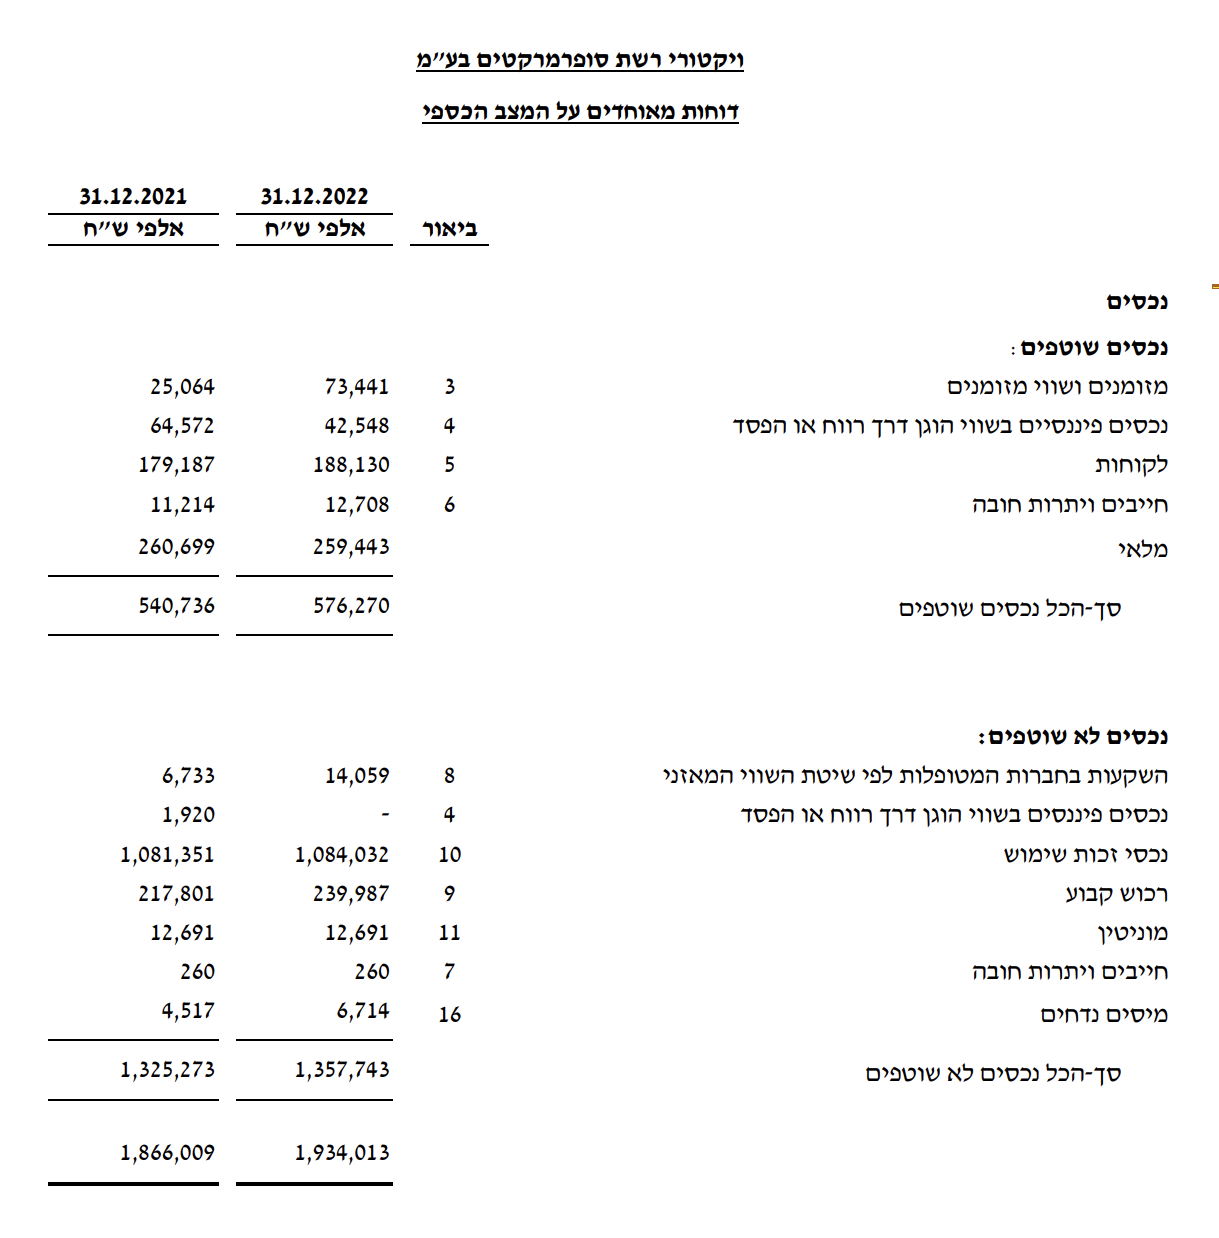 ויקטורי רשת סופרמרקטים בע"מ
דוחות מאוחדים על המצב הכספי
31.12.2022 31.12.2021
ביאור אלפי ש"ח אלפי ש"ח
נכסים
נכסים שוטפים:
מזומנים ושווי מזומנים 3 73,441 25,064
נכסים פיננסיים בשווי הוגן דרך רווח או הפסד 4 42,548 64,572
לקוחות 5 188,130 179,187
חייבים ויתרות חובה 6 12,708 11,214
מלאי 259,443 260,699
סך-הכל נכסים שוטפים 576,270 540,736
נכסים לא שוטפים:
השקעות בחברות המטופלות לפי שיטת השווי המאזני 8 14,059 6,733
נכסים פיננסים בשווי הוגן דרך רווח או הפסד 4 - 1,920
נכסי זכות שימוש 10 1,084,032 1,081,351
רכוש קבוע 9 239,987 217,801
מוניטין 11 12,691 12,691
חייבים ויתרות חובה 7 260 260
מיסים נדחים 16 6,714 4,517
סך-הכל נכסים לא שוטפים 1,357,743 1,325,273
1,934,013 1,866,009